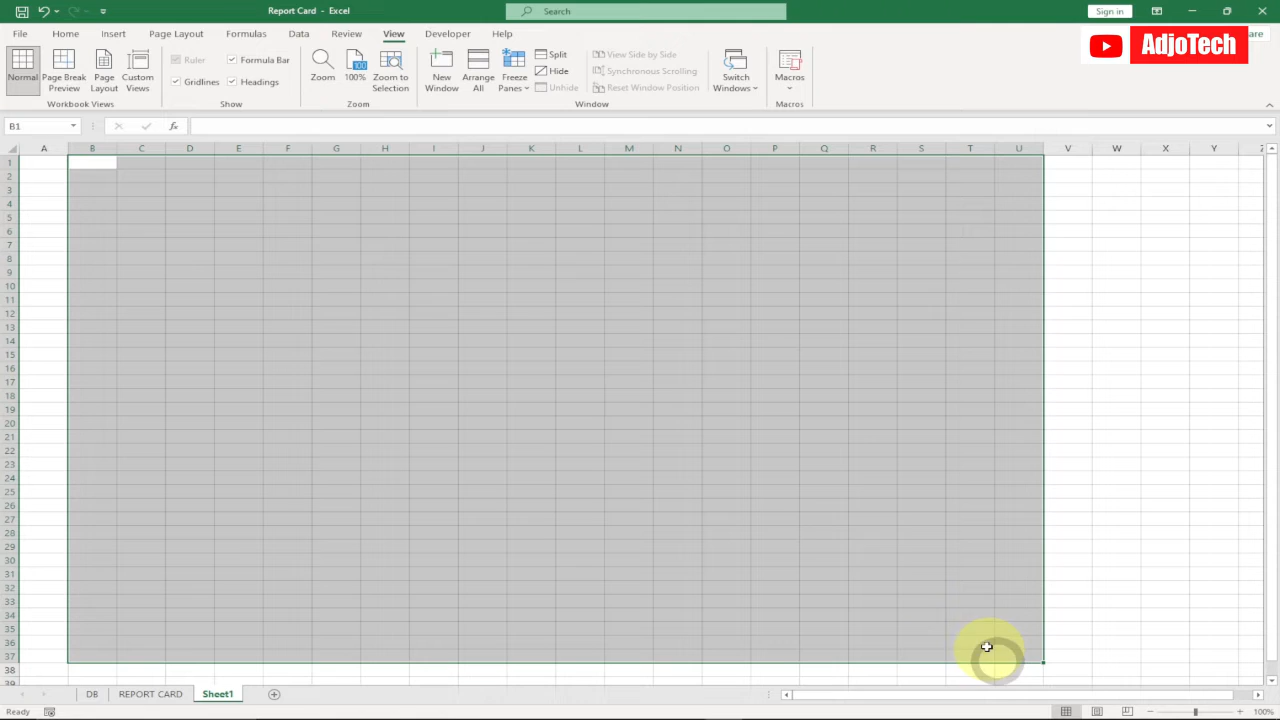 Report Card - Excel
Search
Sign in
File Home Insert Page Layout Formulas Data Review View Developer Help
AdjoTech
Normal
Page Break Preview
Page Layout
Custom Views
Workbook Views
Ruler
Formula Bar
Gridlines
Headings
Show
Zoom
100%
Zoom to Selection
Zoom
New Window
Arrange All
Freeze Panes
Split
Hide
Unhide
View Side by Side
Synchronous Scrolling
Reset Window Position
Window
Switch Windows
Macros
Macros
B1
A B C D E F G H I J K L M N O P Q R S T U V W X Y
1
2
3
4
5
6
7
8
9
10
11
12
13
14
15
16
17
18
19
20
21
22
23
24
25
26
27
28
29
30
31
32
33
34
35
36
37
38
39
DB REPORT CARD Sheet1
Ready
100%